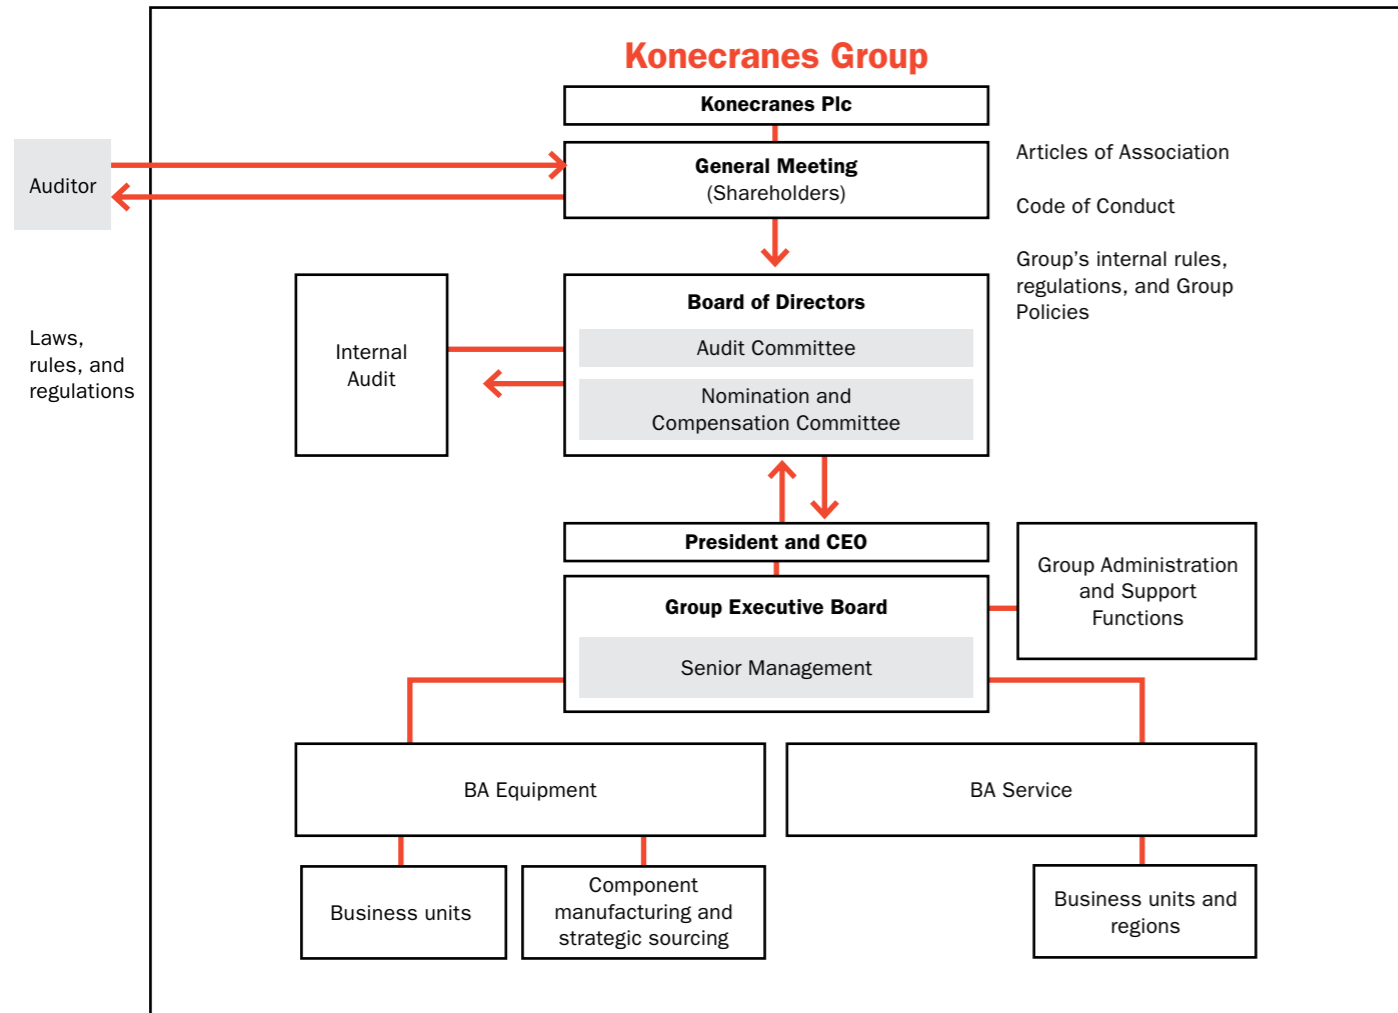 Konecranes Group
Konecranes Plc
Auditor
General Meeting
(Shareholders)
Articles of Association
Code of Conduct
Group’s internal rules,
regulations, and Group
Policies
Laws,
rules, and
regulations
Internal
Audit
Board of Directors
Audit Committee
Nomination and
Compensation Committee
President and CEO
Group Executive Board
Senior Management
Group Administration
and Support
Functions
BA Equipment
BA Service
Business units
Component
manufacturing and
strategic sourcing
Business units and
regions